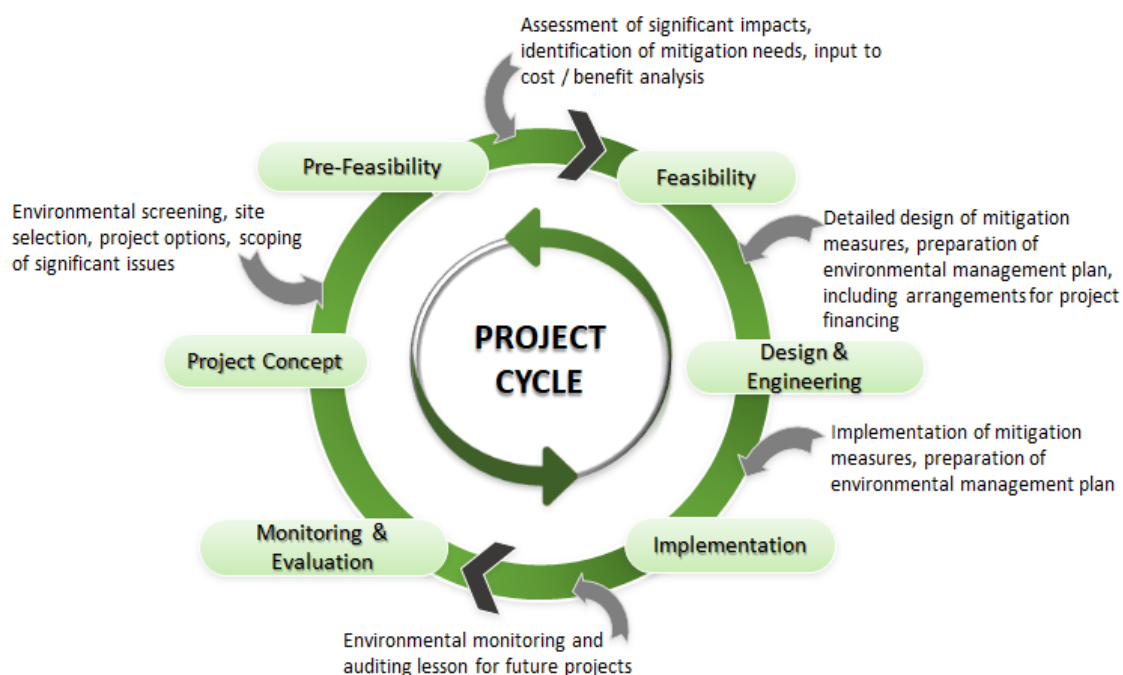 Assessment of significant impacts,
identification of mitigation needs, input to
cost / benefit analysis
Pre-Feasibility
Feasibility
Environmental screening, site
selection, project options, scoping
of significant issues
Detailed design of mitigation
measures, preparation of
environmental management plan,
including arrangements for project
financing
PROJECT
CYCLE
Project Concept
Design &
Engineering
Implementation of mitigation
measures, preparation of
environmental management plan
Monitoring &
Evaluation
Implementation
Environmental monitoring and
auditing lesson for future projects